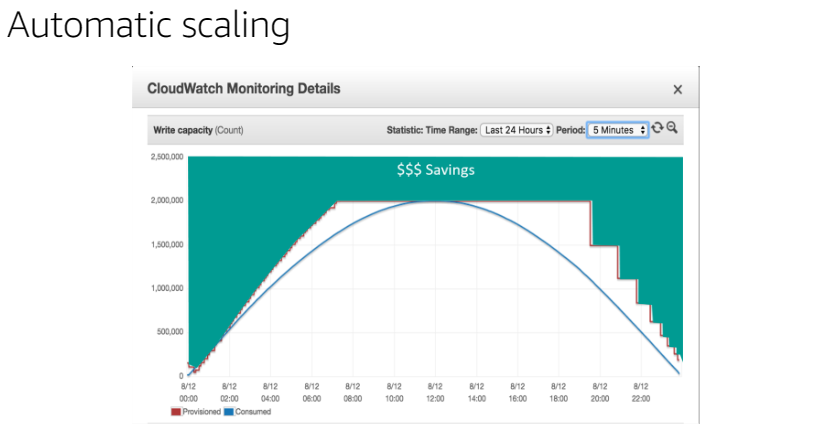 Automatic scaling
CloudWatch Monitoring Details ×
Write capacity (Count) Statistic: Time Range: Last 24 Hours Period: 5 Minutes
$$$ Savings
2,500,000
2,000,000
1,500,000
1,000,000
500,000
0
8/12 8/12 8/12 8/12 8/12 8/12 8/12 8/12 8/12 8/12 8/12 8/12
00:00 02:00 04:00 06:00 08:00 10:00 12:00 14:00 16:00 18:00 20:00 22:00
Provisioned Consumed